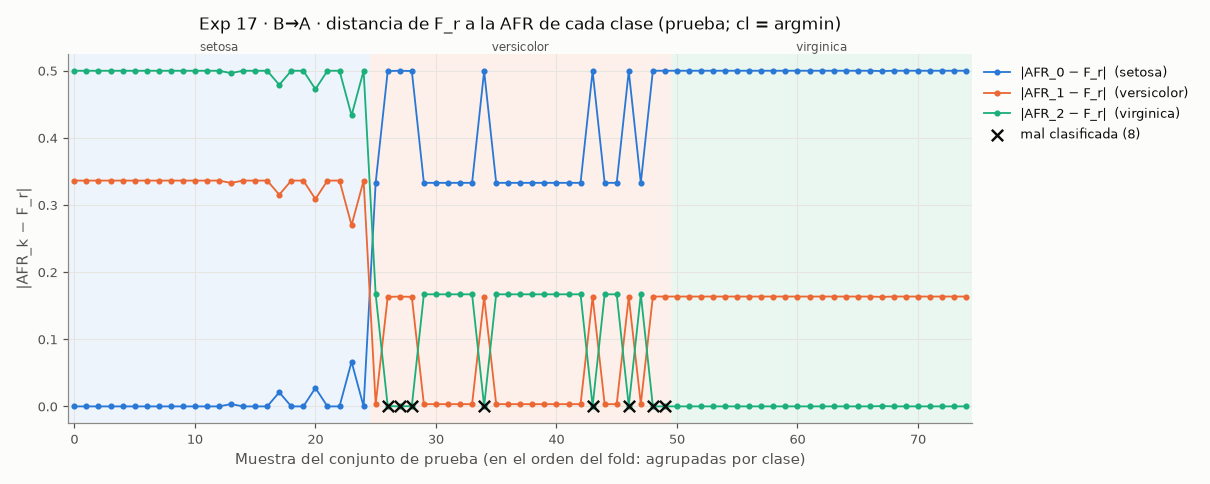 Exp 17 · B→A · distancia de F_r a la AFR de cada clase (prueba; cl = argmin)
setosa versicolor virginica
|AFR_k − F_r|
0.5
0.4
0.3
0.2
0.1
0.0
0 10 20 30 40 50 60 70
Muestra del conjunto de prueba (en el orden del fold: agrupadas por clase)
|AFR_0 − F_r| (setosa)
|AFR_1 − F_r| (versicolor)
|AFR_2 − F_r| (virginica)
mal clasificada (8)